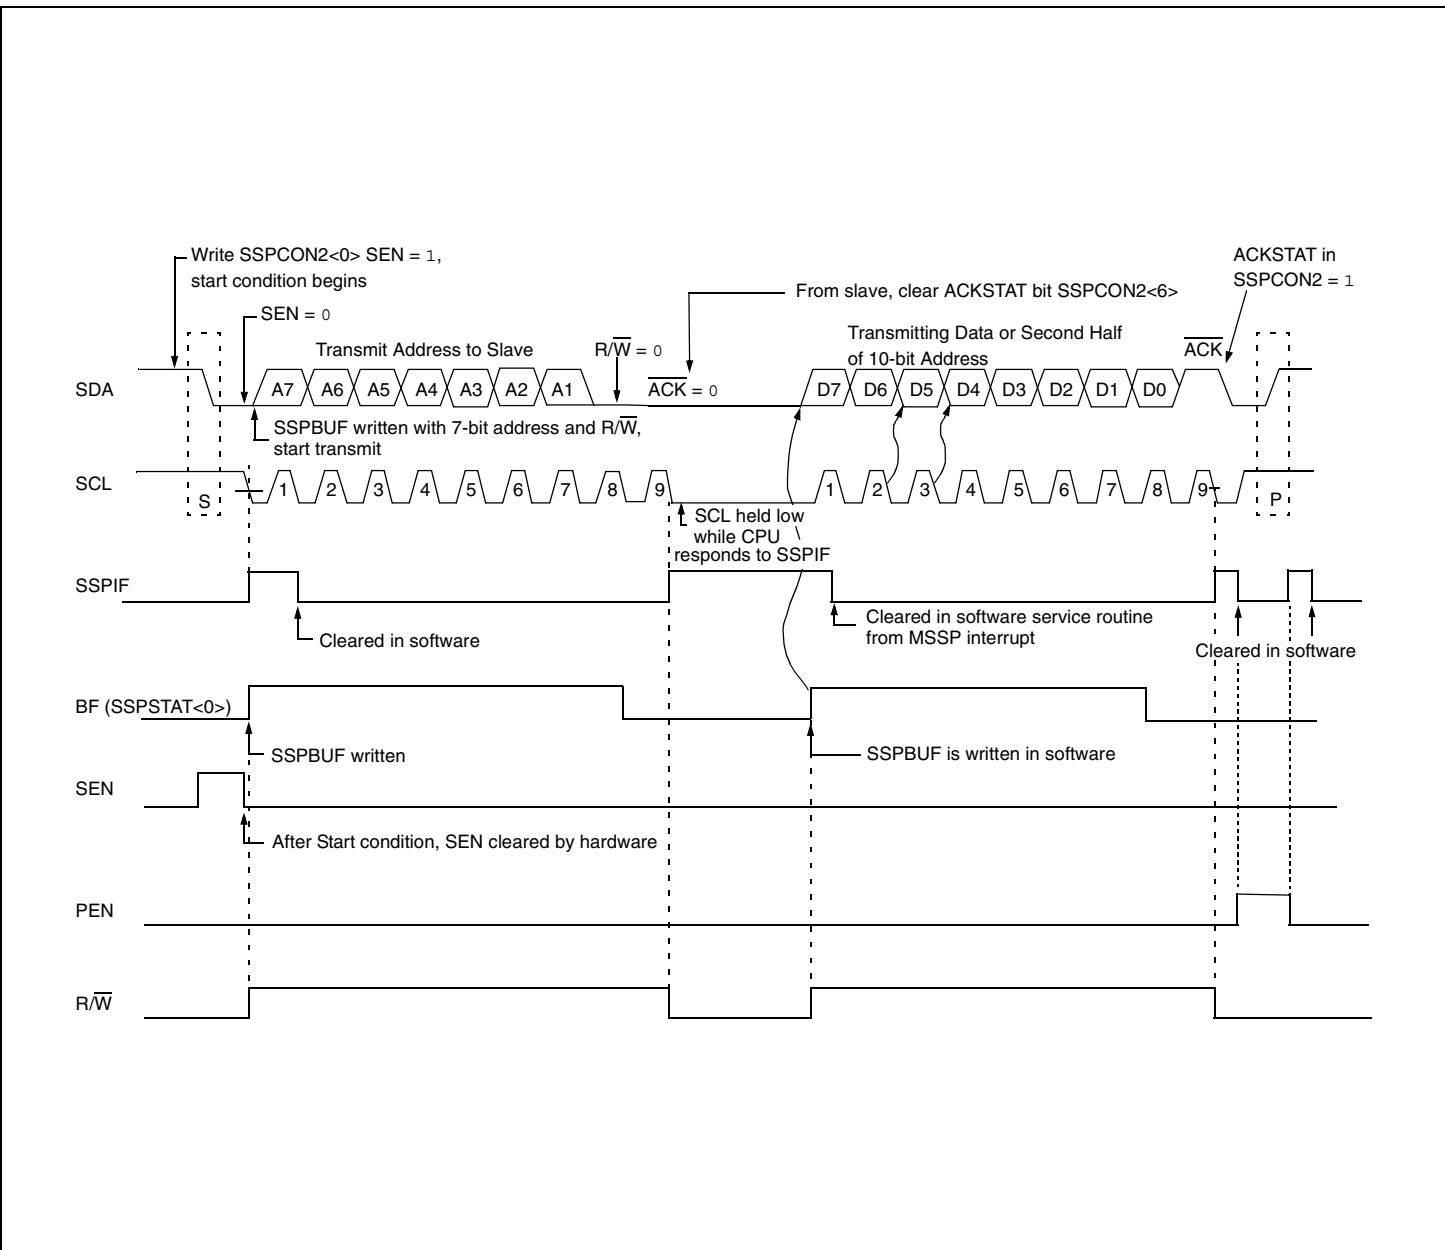 Write SSPCON2<0> SEN = 1,
start condition begins
ACKSTAT in
SSPCON2 = 1
From slave, clear ACKSTAT bit SSPCON2<6>
SEN = 0
Transmit Address to Slave
R/W̅ = 0
Transmitting Data or Second Half
of 10-bit Address
A̅C̅K̅
SDA
A7 A6 A5 A4 A3 A2 A1
A̅C̅K̅ = 0
D7 D6 D5 D4 D3 D2 D1 D0
SSPBUF written with 7-bit address and R/W̅,
start transmit
SCL
S
1 2 3 4 5 6 7 8 9
1 2 3 4 5 6 7 8 9
P
SCL held low
while CPU
responds to SSPIF
SSPIF
Cleared in software
Cleared in software service routine
from MSSP interrupt
Cleared in software
BF (SSPSTAT<0>)
SSPBUF written
SSPBUF is written in software
SEN
After Start condition, SEN cleared by hardware
PEN
R/W̅